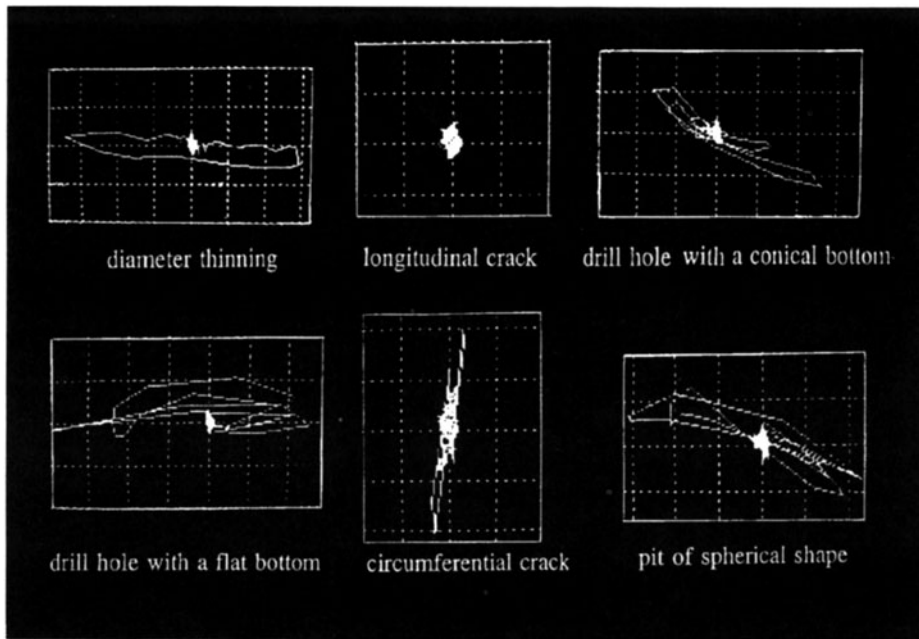 diameter thinning
longitudinal crack
drill hole with a conical bottom
drill hole with a flat bottom
circumferential crack
pit of spherical shape